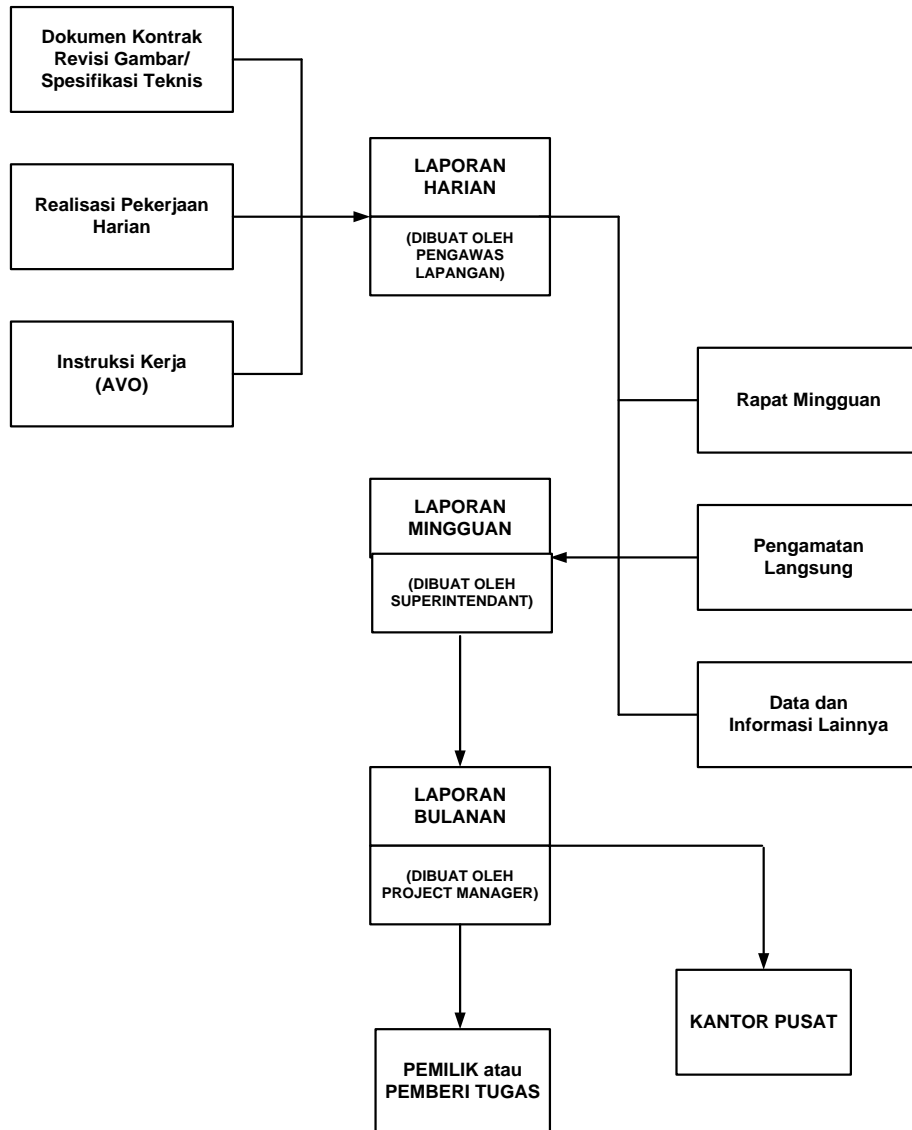 Dokumen Kontrak
Revisi Gambar/
Spesifikasi Teknis
Realisasi Pekerjaan
Harian
Instruksi Kerja
(AVO)
LAPORAN
HARIAN
(DIBUAT OLEH
PENGAWAS
LAPANGAN)
Rapat Mingguan
LAPORAN
MINGGUAN
(DIBUAT OLEH
SUPERINTENDANT)
Pengamatan
Langsung
Data dan
Informasi Lainnya
LAPORAN
BULANAN
(DIBUAT OLEH
PROJECT MANAGER)
KANTOR PUSAT
PEMILIK atau
PEMBERI TUGAS